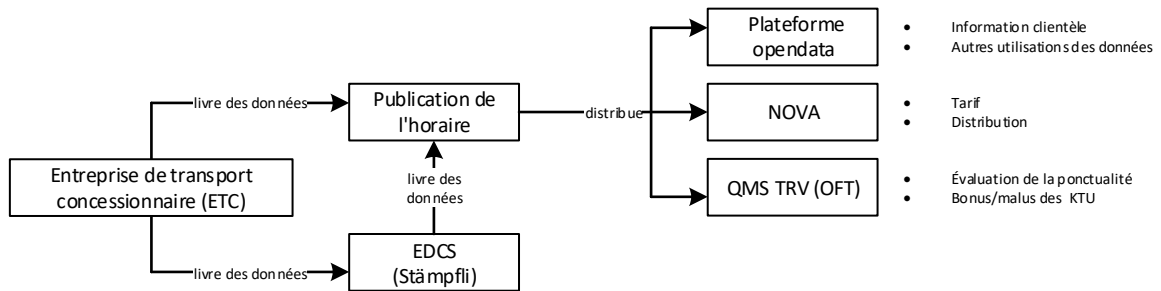 Plateforme
opendata
• Information clientèle
• Autres utilisations des données
livre des données
Publication de
l'horaire
distribue
NOVA
• Tarif
• Distribution
Entreprise de transport
concessionnaire (ETC)
livre des
données
QMS TRV (OFT)
• Évaluation de la ponctualité
• Bonus/malus des KTU
livre des données
EDCS
(Stämpfli)